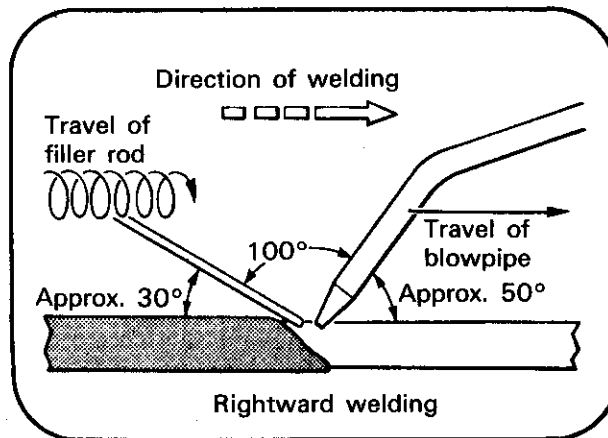 Direction of welding
Travel of
filler rod
100°
Travel of
blowpipe
Approx. 30°
Approx. 50°
Rightward welding